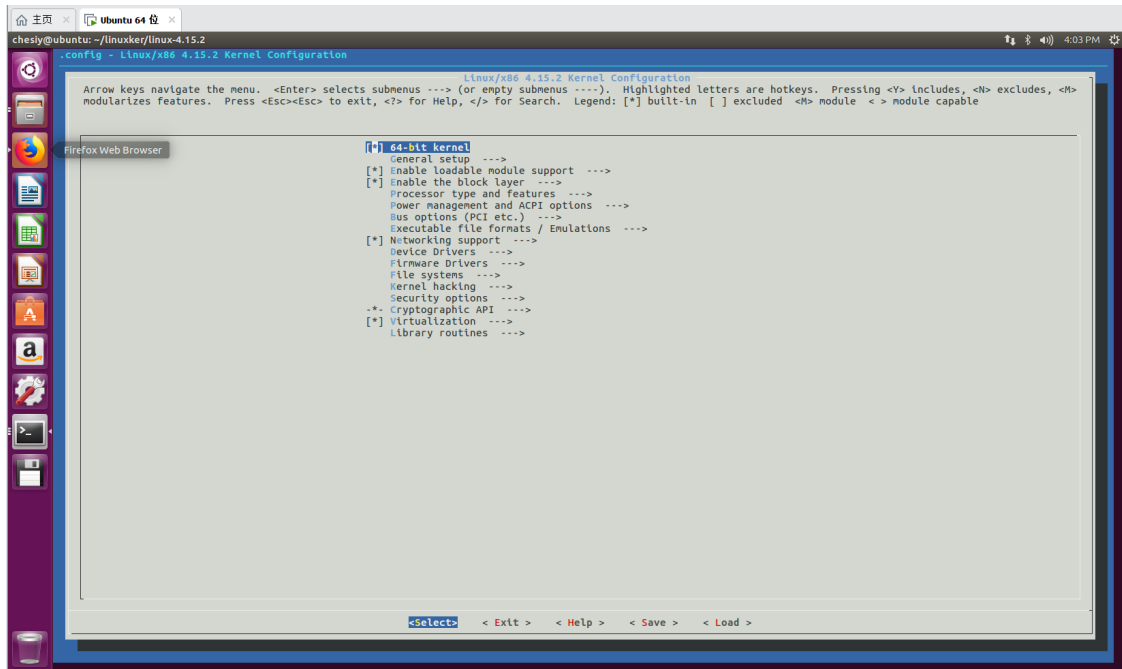 主页 × Ubuntu 64 位 ×
chesiy@ubuntu: ~/linuxker/linux-4.15.2 4:03 PM
.config - Linux/x86 4.15.2 Kernel Configuration
Linux/x86 4.15.2 Kernel Configuration
Arrow keys navigate the menu. <Enter> selects submenus ---> (or empty submenus ----). Highlighted letters are hotkeys. Pressing <Y> includes, <N> excludes, <M>
modularizes features. Press <Esc><Esc> to exit, <?> for Help, </> for Search. Legend: [*] built-in [ ] excluded <M> module < > module capable
[*] 64-bit kernel
General setup --->
[*] Enable loadable module support --->
[*] Enable the block layer --->
Processor type and features --->
Power management and ACPI options --->
Bus options (PCI etc.) --->
Executable file formats / Emulations --->
[*] Networking support --->
Device Drivers --->
Firmware Drivers --->
File systems --->
Kernel hacking --->
Security options --->
-*- Cryptographic API --->
[*] Virtualization --->
Library routines --->
Firefox Web Browser
<Select> < Exit > < Help > < Save > < Load >